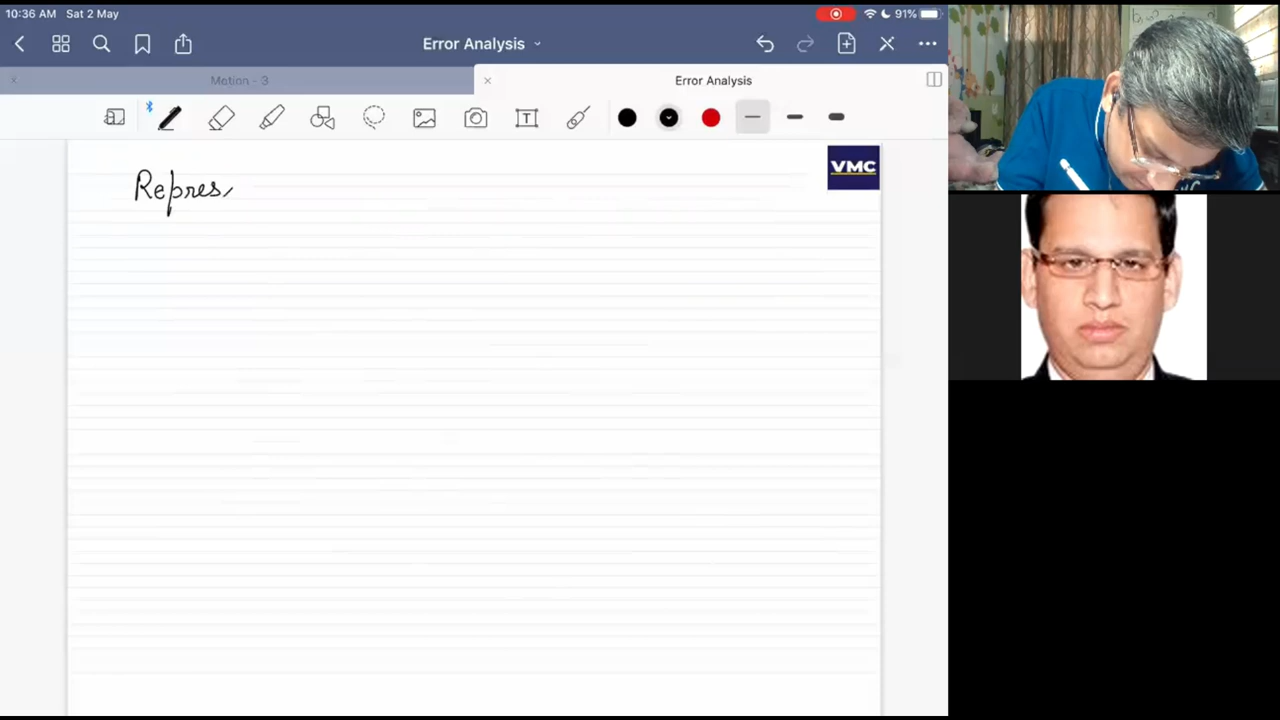 10:36 AM Sat 2 May 91%
Error Analysis
Motion - 3 Error Analysis
T
VMC
Repres